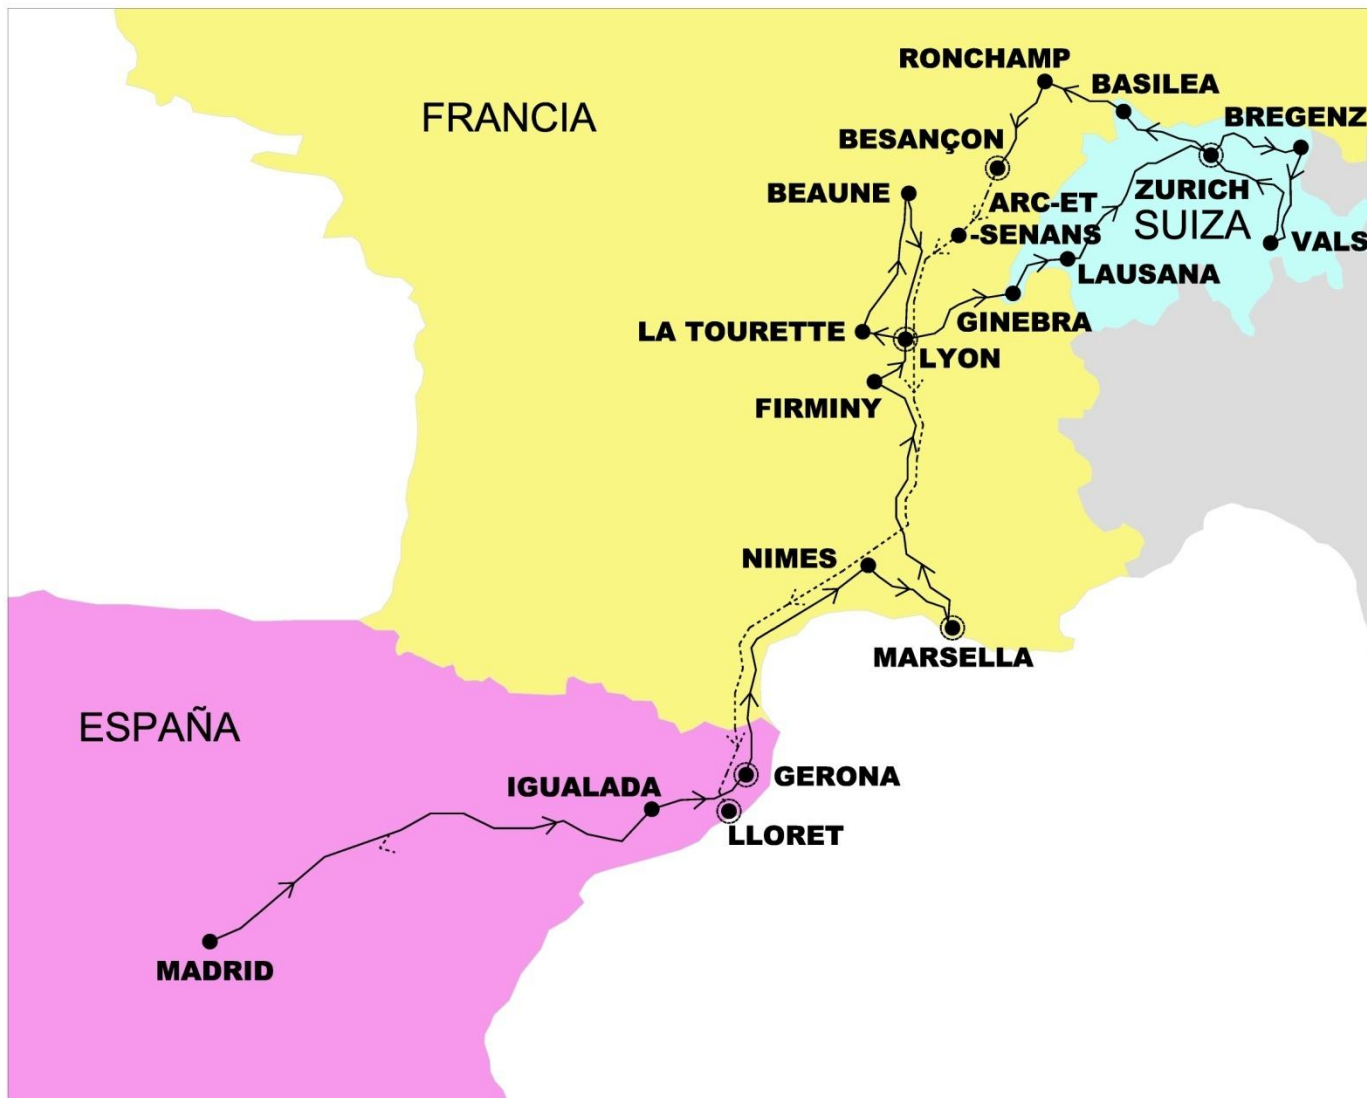 RONCHAMP
BASILEA
FRANCIA
BREGENZ
BESANÇON
BEAUNE
ZURICH
ARC-ET
-SENANS
SUIZA
VALS
LAUSANA
GINEBRA
LA TOURETTE
LYON
FIRMINY
NIMES
MARSELLA
ESPAÑA
GERONA
IGUALADA
LLORET
MADRID